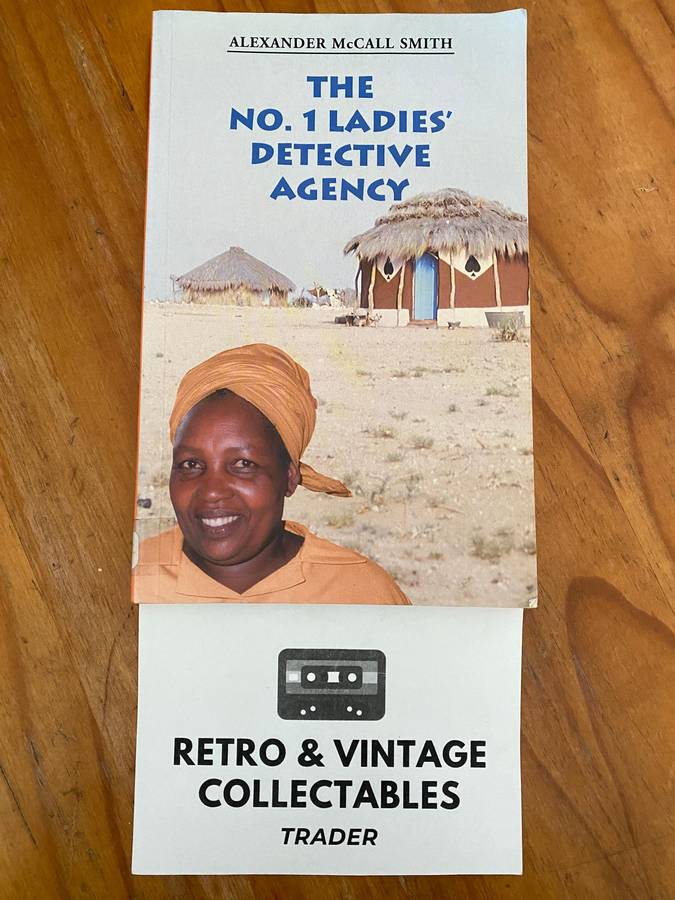 ALEXANDER McCALL SMITH
THE
NO. 1 LADIES'
DETECTIVE
AGENCY
RETRO & VINTAGE
COLLECTABLES
TRADER